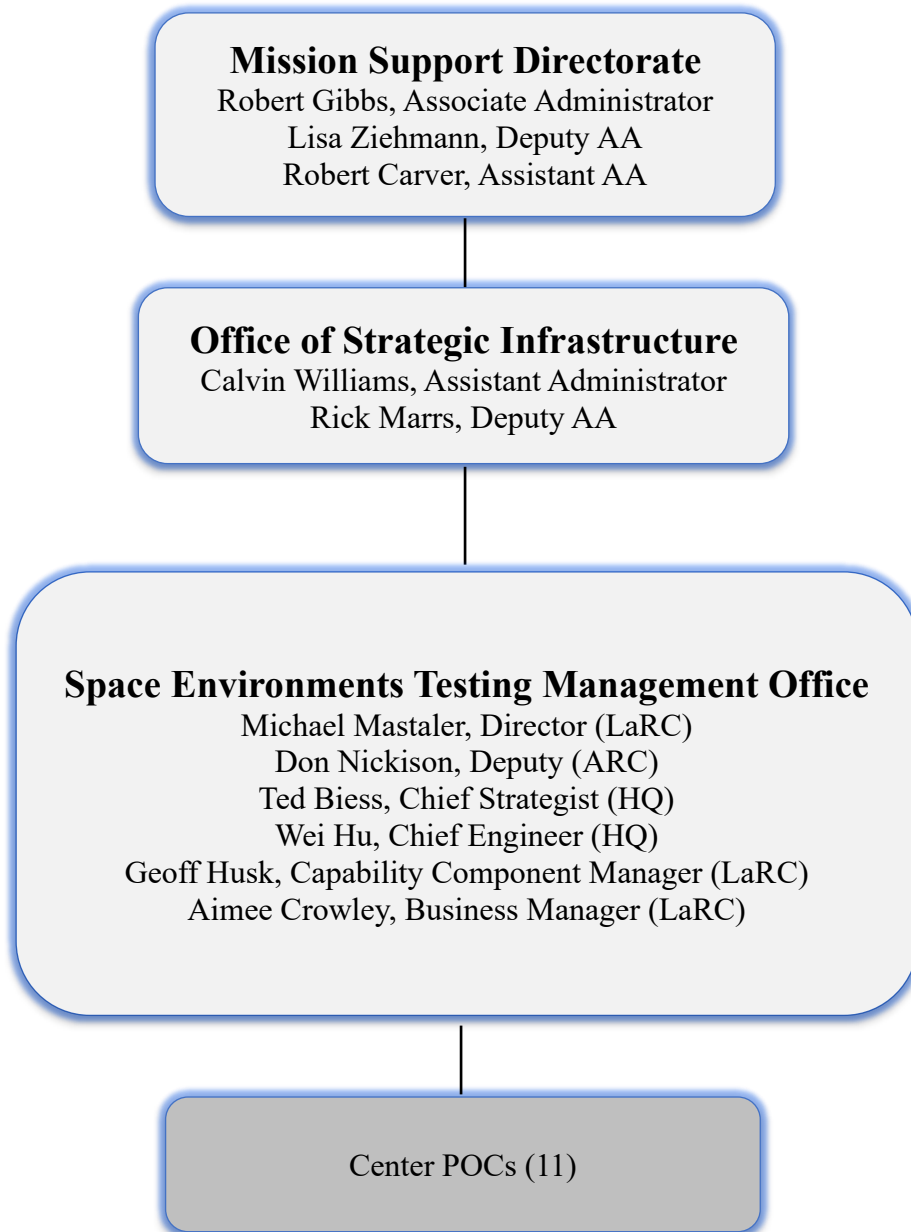 Mission Support Directorate
Robert Gibbs, Associate Administrator
Lisa Ziehmann, Deputy AA
Robert Carver, Assistant AA
Office of Strategic Infrastructure
Calvin Williams, Assistant Administrator
Rick Marrs, Deputy AA
Space Environments Testing Management Office
Michael Mastaler, Director (LaRC)
Don Nickison, Deputy (ARC)
Ted Biess, Chief Strategist (HQ)
Wei Hu, Chief Engineer (HQ)
Geoff Husk, Capability Component Manager (LaRC)
Aimee Crowley, Business Manager (LaRC)
Center POCs (11)